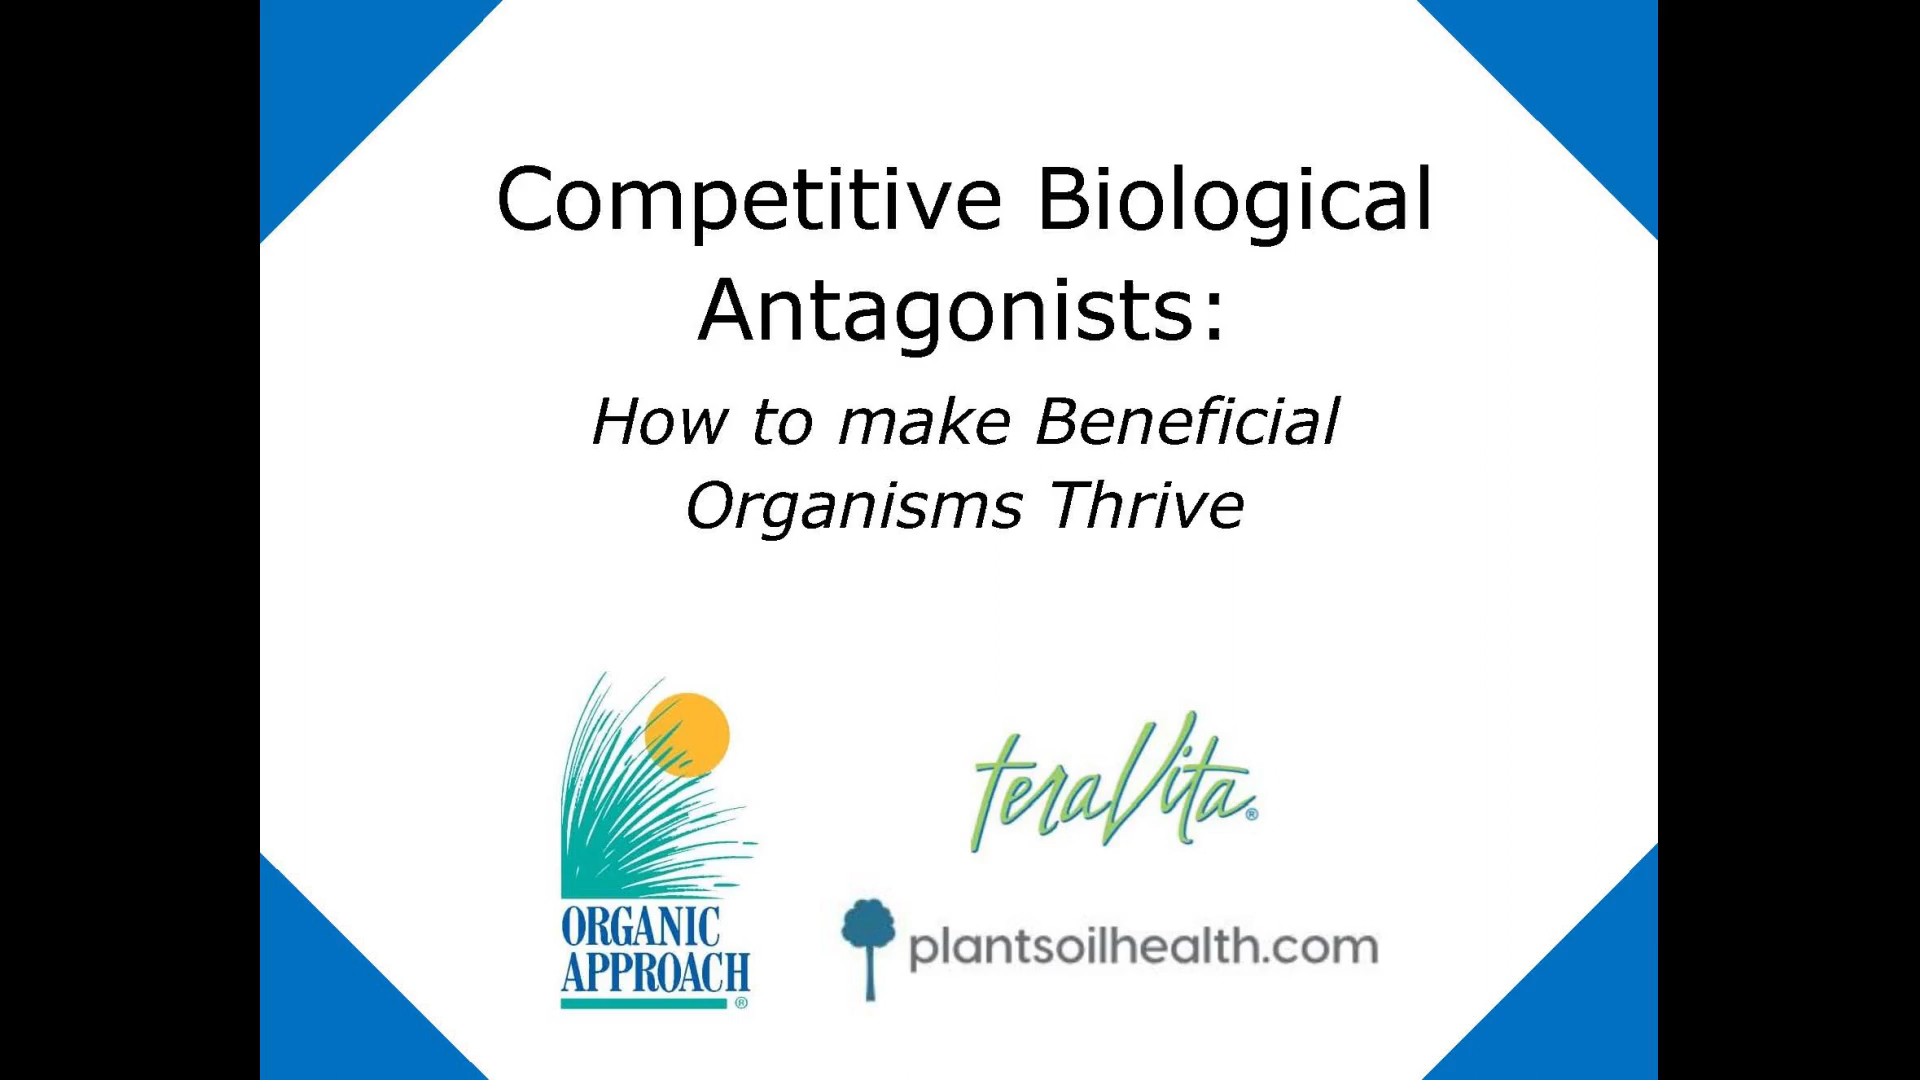 Competitive Biological
Antagonists:
How to make Beneficial
Organisms Thrive
teraVita®
ORGANIC
APPROACH®
plantsoilhealth.com